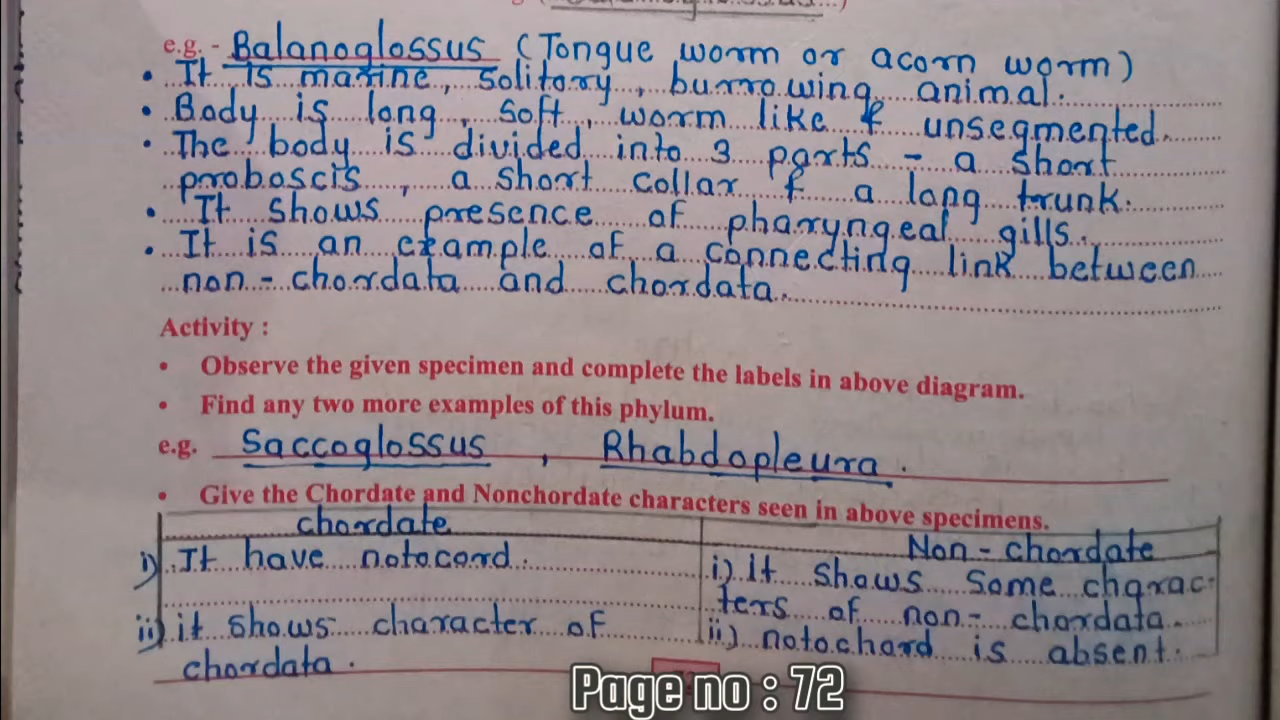 e.g. - Balanoglossus (Tongue worm or acorn worm)
• It is marine, solitory, burrowing animal.
• Body is long, soft, worm like & unsegmented.
• The body is divided into 3 parts - a short
proboscis, a short collar & a long trunk.
• It shows presence of pharyngeal gills.
• It is an example of a connecting link between
non-chordata and chordata.
Activity :
• Observe the given specimen and complete the labels in above diagram.
• Find any two more examples of this phylum.
e.g. Saccoglossus, Rhabdopleura.
• Give the Chordate and Nonchordate characters seen in above specimens.
chordate
i) It have notocord.
ii) it shows character of
chordata.
Non-chordate
i) it shows some charac-
ters of non-chordata.
ii) notochard is absent.
Page no : 72